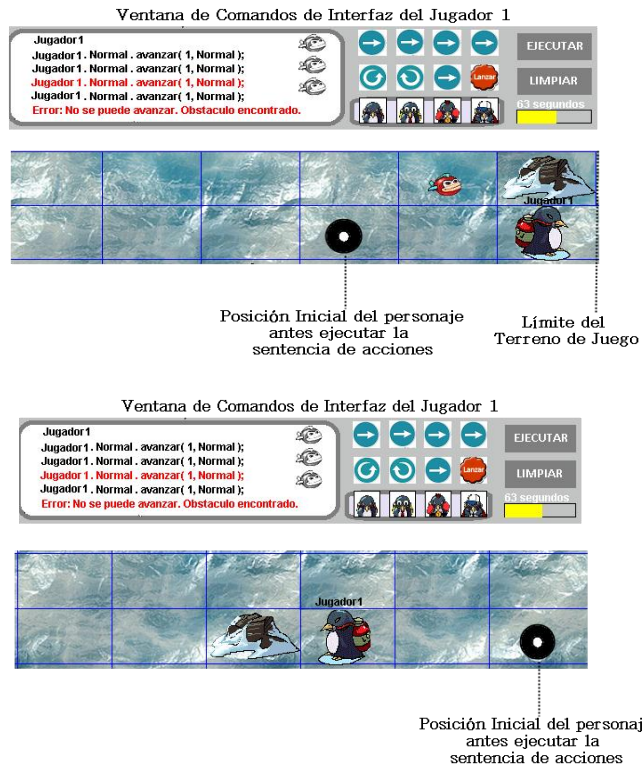 Ventana de Comandos de Interfaz del Jugador 1
Jugador1
Jugador1. Normal . avanzar( 1, Normal );
Jugador1. Normal . avanzar( 1, Normal );
Jugador1. Normal . avanzar( 1, Normal );
Jugador1 . Normal . avanzar( 1, Normal );
Error: No se puede avanzar. Obstaculo encontrado.
Lanzar
EJECUTAR
LIMPIAR
63 segundos
Jugador1
Posición Inicial del personaje
antes ejecutar la
sentencia de acciones
Límite del
Terreno de Juego
Ventana de Comandos de Interfaz del Jugador 1
Jugador1
Jugador1. Normal . avanzar( 1, Normal );
Jugador1. Normal . avanzar( 1, Normal );
Jugador1. Normal . avanzar( 1, Normal );
Jugador1 . Normal . avanzar( 1, Normal );
Error: No se puede avanzar. Obstaculo encontrado.
Lanzar
EJECUTAR
LIMPIAR
63 segundos
Jugador1
Posición Inicial del personaj
antes ejecutar la
sentencia de acciones